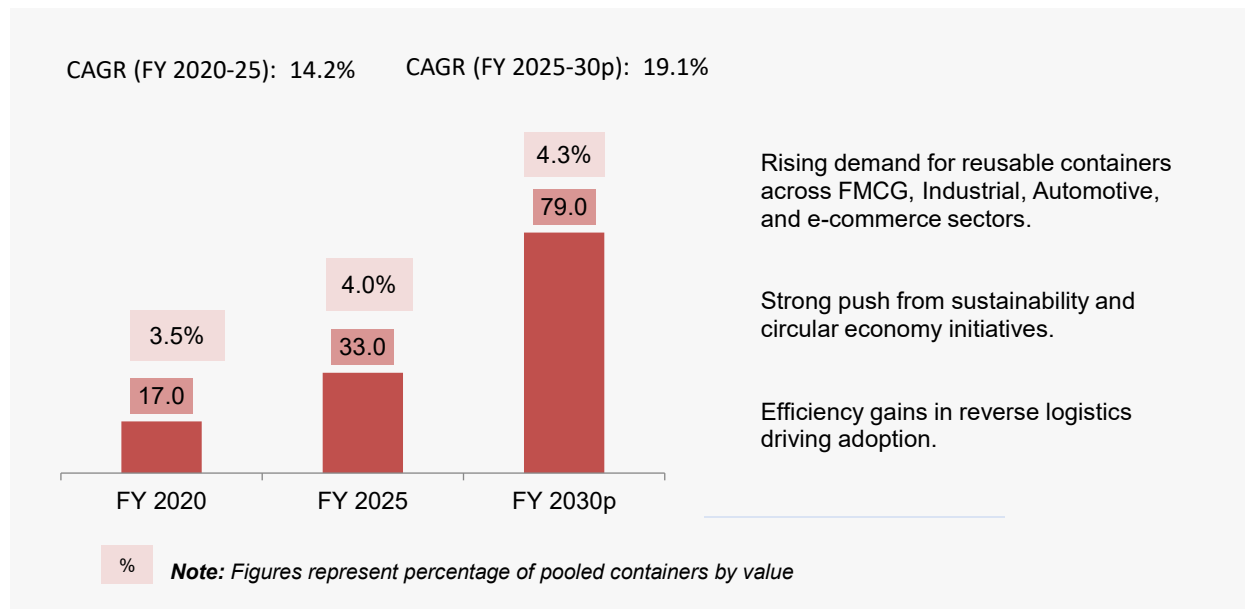 CAGR (FY 2020-25): 14.2% CAGR (FY 2025-30p): 19.1%
4.3%
79.0
4.0%
33.0
3.5%
17.0
FY 2020 FY 2025 FY 2030p
Rising demand for reusable containers
across FMCG, Industrial, Automotive,
and e-commerce sectors.
Strong push from sustainability and
circular economy initiatives.
Efficiency gains in reverse logistics
driving adoption.
% Note: Figures represent percentage of pooled containers by value